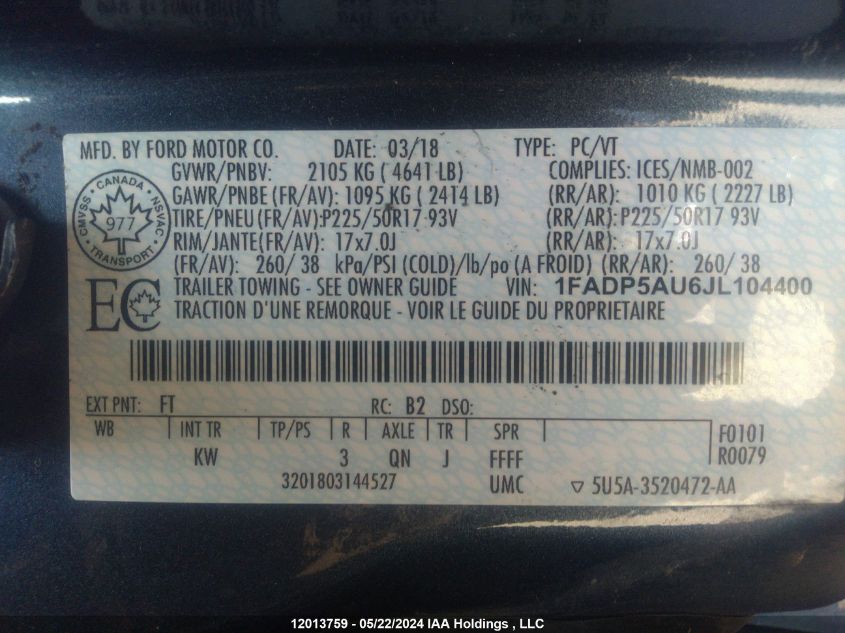 MFD. BY FORD MOTOR CO. DATE: 03/18 TYPE: PC/VT
GVWR/PNBV: 2105 KG ( 4641 LB) COMPLIES: ICES/NMB-002
GAWR/PNBE (FR/AV): 1095 KG ( 2414 LB) (RR/AR): 1010 KG ( 2227 LB)
TIRE/PNEU (FR/AV):P225/50R17 93V (RR/AR): P225/50R17 93V
RIM/JANTE(FR/AV): 17x7.0J (RR/AR): 17x7.0J
(FR/AV): 260/ 38 kPa/PSI (COLD)/lb/po (A FROID) (RP/AR): 260/ 38
TRAILER TOWING - SEE OWNER GUIDE VIN: 1FADP5AU6JL104400
TRACTION D'UNE REMORQUE - VOIR LE GUIDE DU PROPRIETAIRE
CANADA
CMVSS NSVAC
977
TRANSPORT
EC
EXT PNT: FT RC: B2 DSO:
WB INT TR TP/PS R AXLE TR SPR F0101
KW 3 QN J FFFF R0079
3201803144527 UMC ▽ 5U5A-3520472-AA
12013759 - 05/22/2024 IAA Holdings , LLC